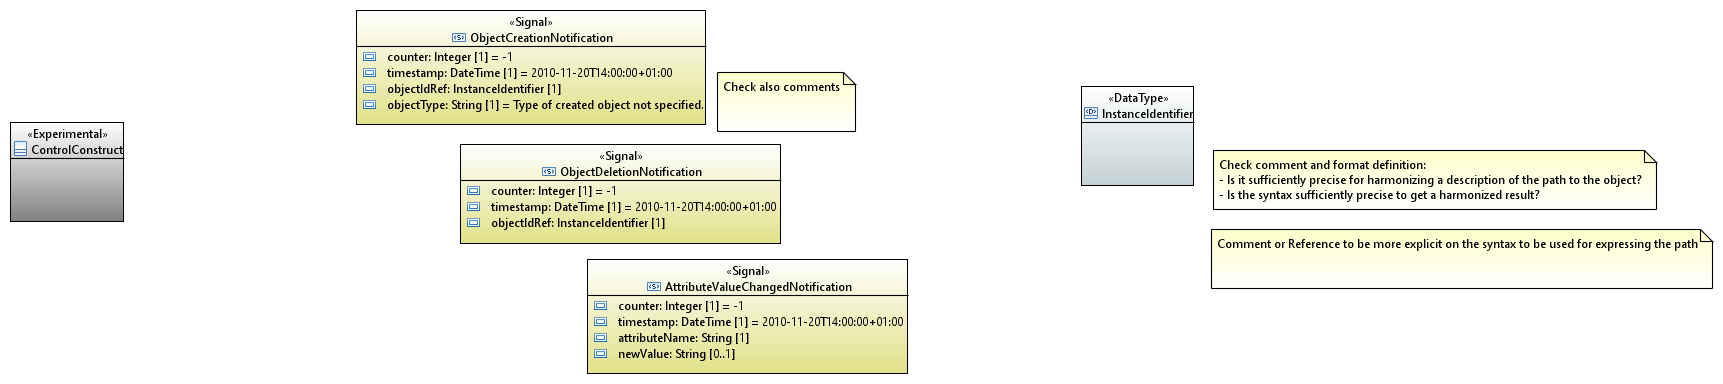 «Signal»
ObjectCreationNotification
counter: Integer [1] = -1
timestamp: DateTime [1] = 2010-11-20T14:00:00+01:00
objectIdRef: InstanceIdentifier [1]
objectType: String [1] = Type of created object not specified.
Check also comments
«Experimental»
ControlConstruct
«Signal»
ObjectDeletionNotification
counter: Integer [1] = -1
timestamp: DateTime [1] = 2010-11-20T14:00:00+01:00
objectIdRef: InstanceIdentifier [1]
«Signal»
AttributeValueChangedNotification
counter: Integer [1] = -1
timestamp: DateTime [1] = 2010-11-20T14:00:00+01:00
attributeName: String [1]
newValue: String [0..1]
«DataType»
InstanceIdentifier
Check comment and format definition:
- Is it sufficiently precise for harmonizing a description of the path to the object?
- Is the syntax sufficiently precise to get a harmonized result?
Comment or Reference to be more explicit on the syntax to be used for expressing the path